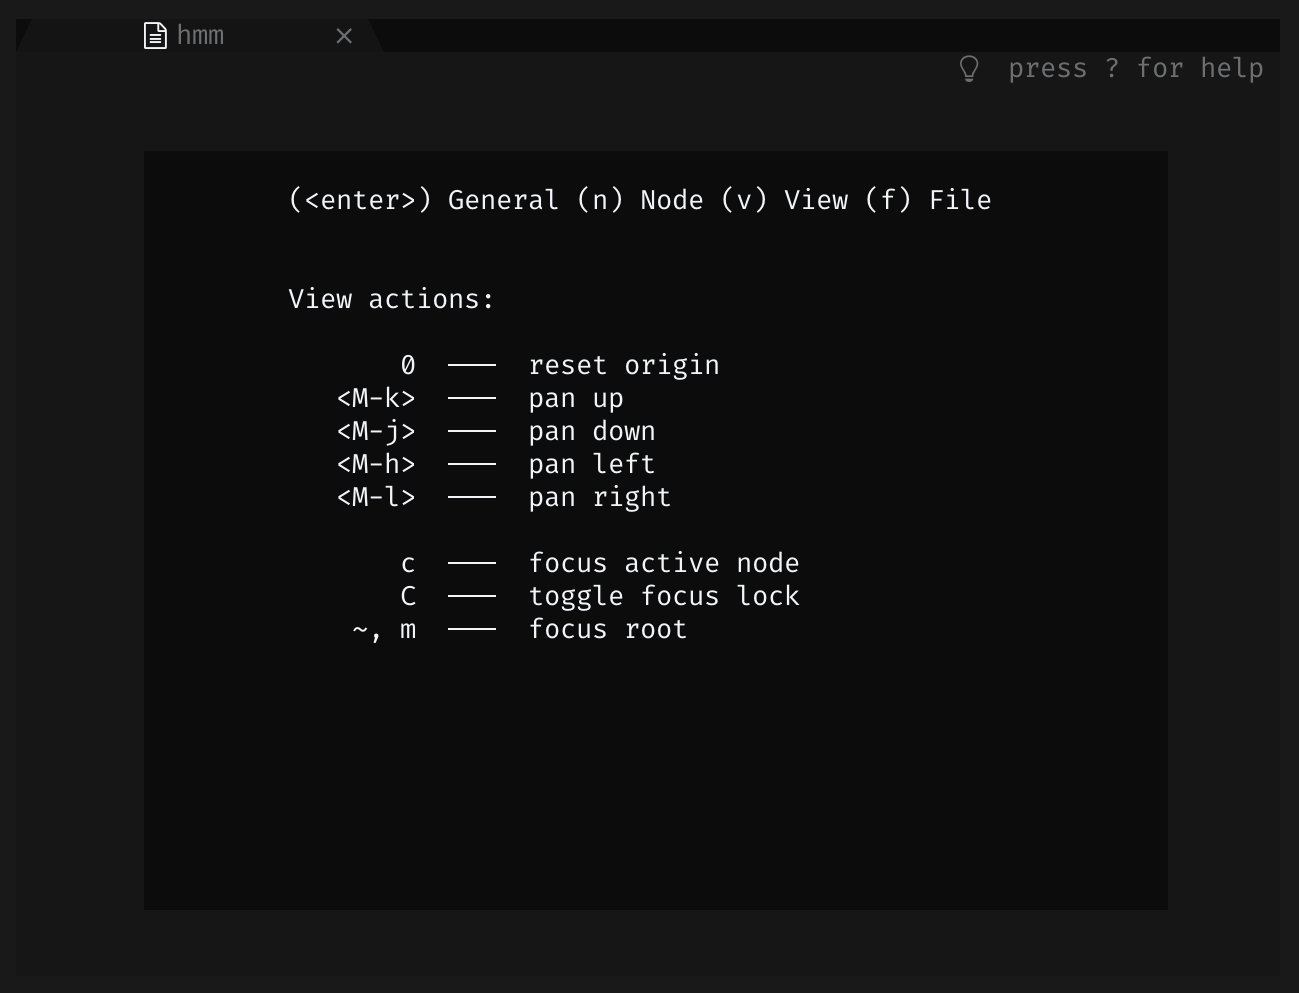 hmm ×
press ? for help
(<enter>) General (n) Node (v) View (f) File
View actions:
0 —— reset origin
<M-k> —— pan up
<M-j> —— pan down
<M-h> —— pan left
<M-l> —— pan right
c —— focus active node
C —— toggle focus lock
~, m —— focus root